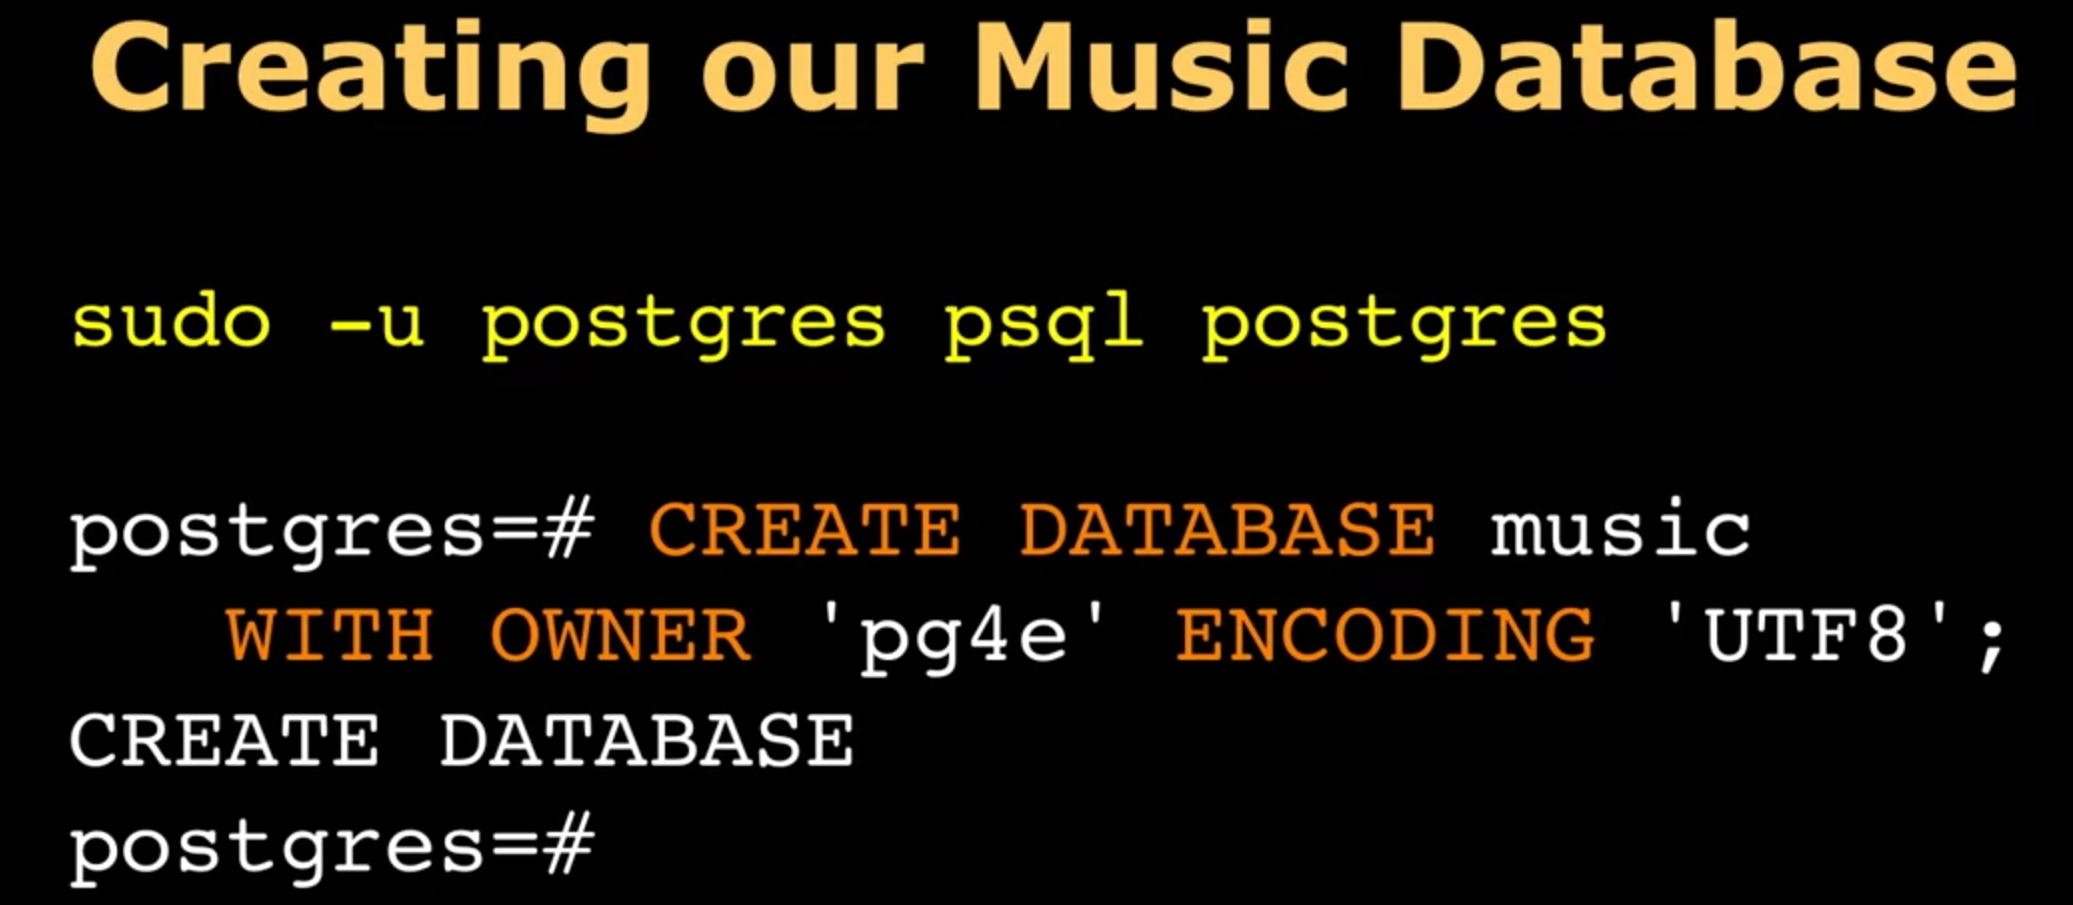 Creating our Music Database
sudo -u postgres psql postgres
postgres=# CREATE DATABASE music
WITH OWNER 'pg4e' ENCODING 'UTF8';
CREATE DATABASE
postgres=#